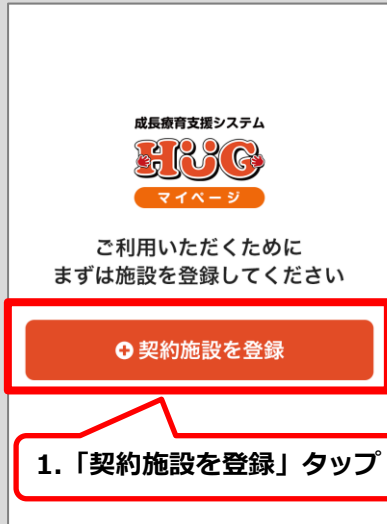 成長療育支援システム
HUG
マイページ
ご利用いただくために
まずは施設を登録してください
契約施設を登録
1.「契約施設を登録」タップ